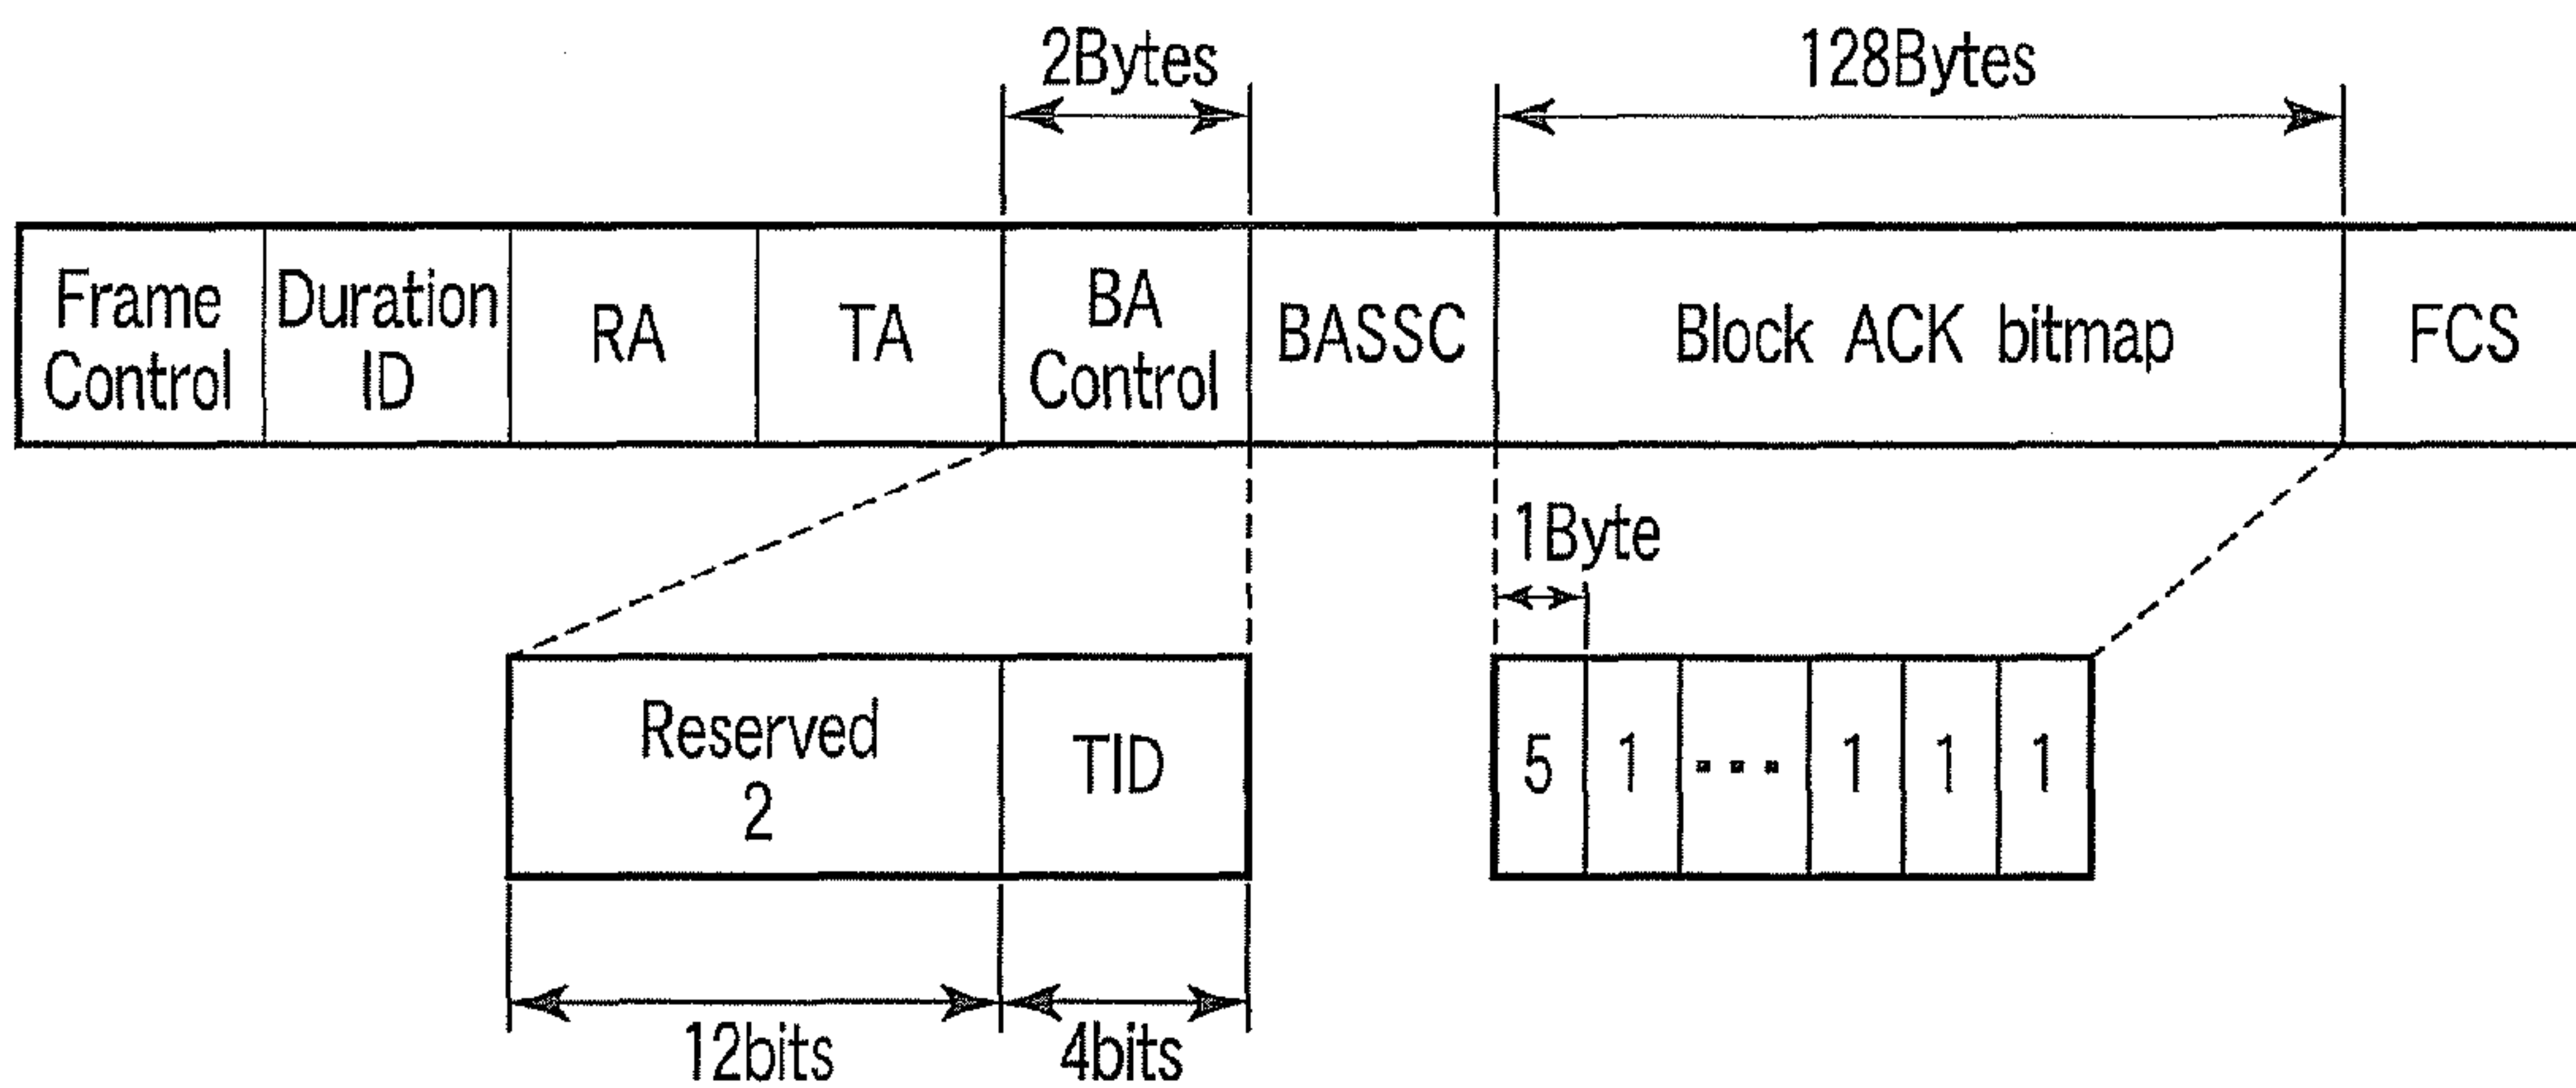 2Bytes
128Bytes
Frame
Control
Duration
ID
RA
TA
BA
Control
BASSC
Block ACK bitmap
FCS
1Byte
Reserved
2
TID
5
1
...
1
1
1
12bits
4bits